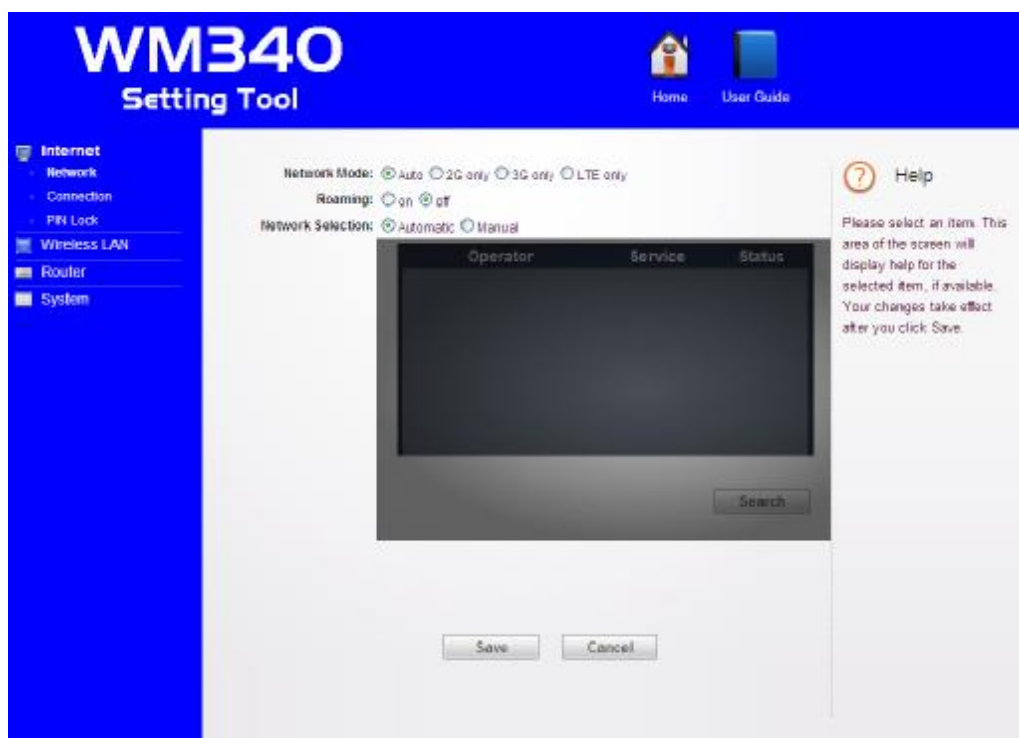 WM340
Setting Tool
Home
User Guide
Internet
Network
Connection
PIN Lock
Wireless LAN
Router
System
Network Mode: Auto 2G only 3G only LTE only
Roaming: on off
Network Selection: Automatic Manual
Operator Service Status
Search
Save Cancel
Help
Please select an item. This
area of the screen will
display help for the
selected item, if available.
Your changes take effect
after you click Save.